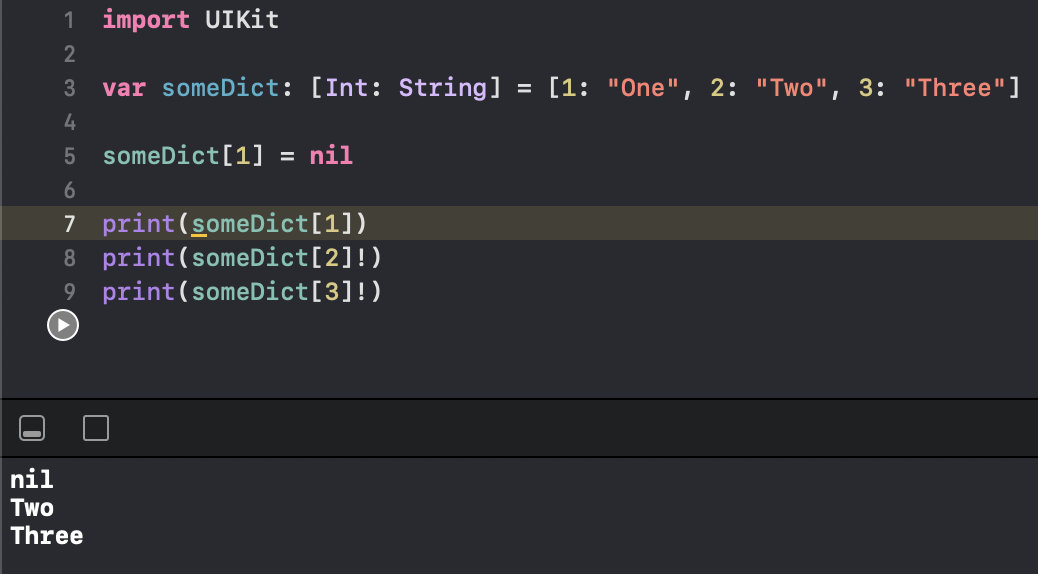 1 import UIKit
2
3 var someDict: [Int: String] = [1: "One", 2: "Two", 3: "Three"]
4
5 someDict[1] = nil
6
7 print(someDict[1])
8 print(someDict[2]!)
9 print(someDict[3]!)
nil
Two
Three